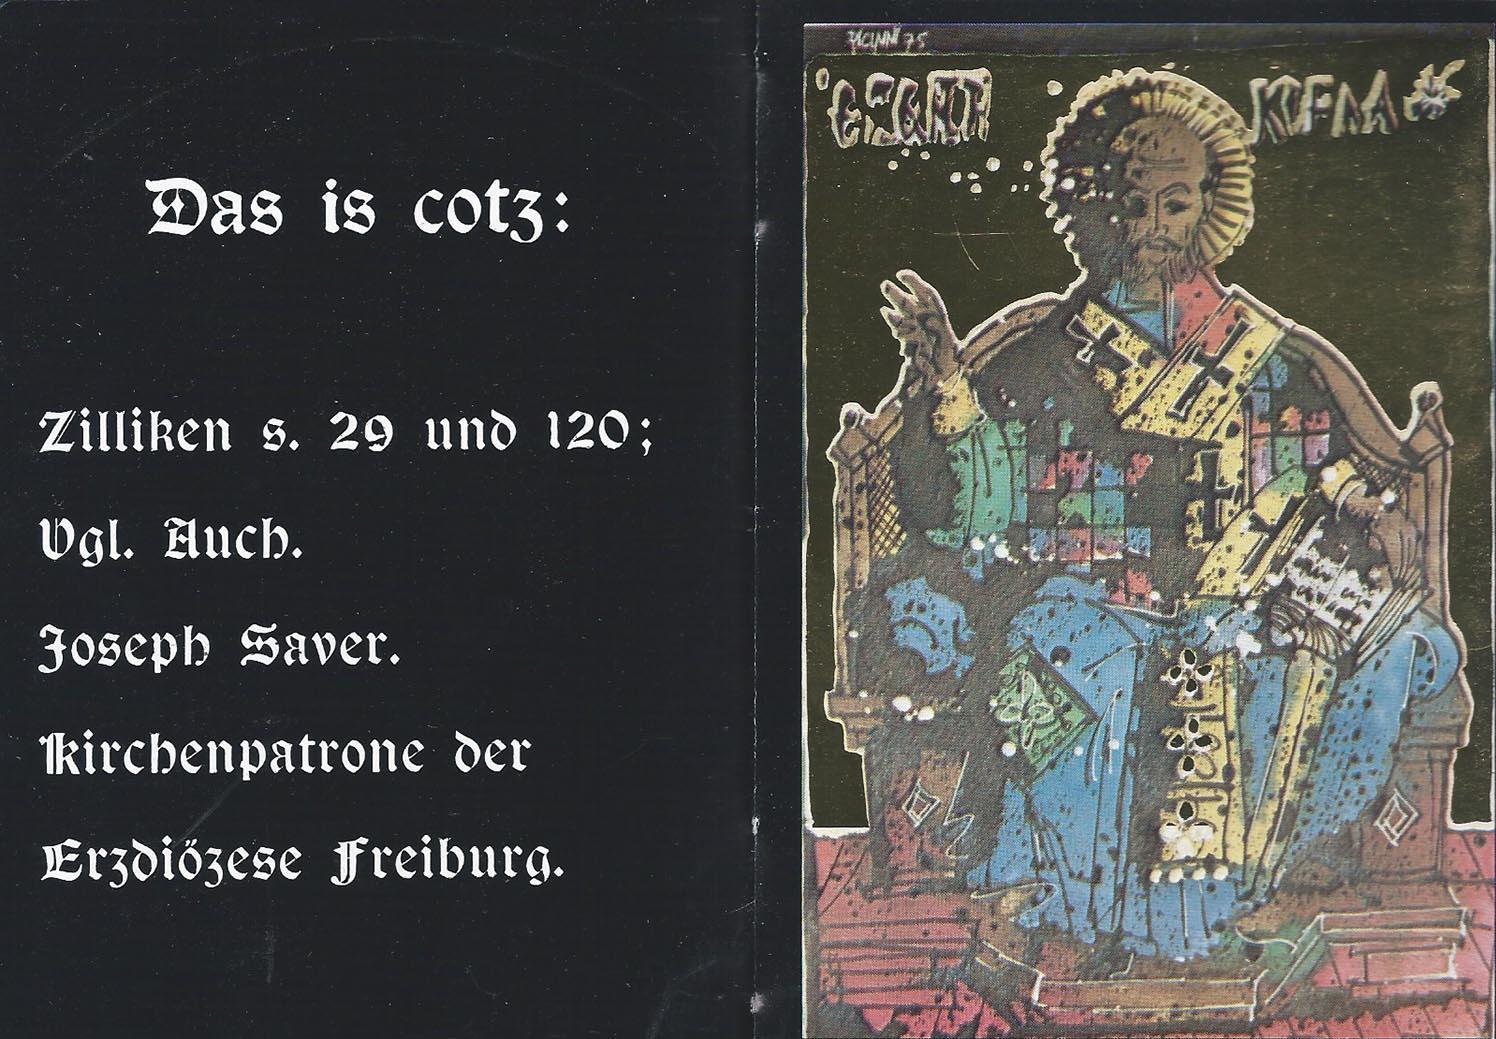 Das is cotz:
Zilliken s. 29 und 120;
Vgl. Auch.
Joseph Saver.
Kirchenpatrone der
Erzdiözese Freiburg.